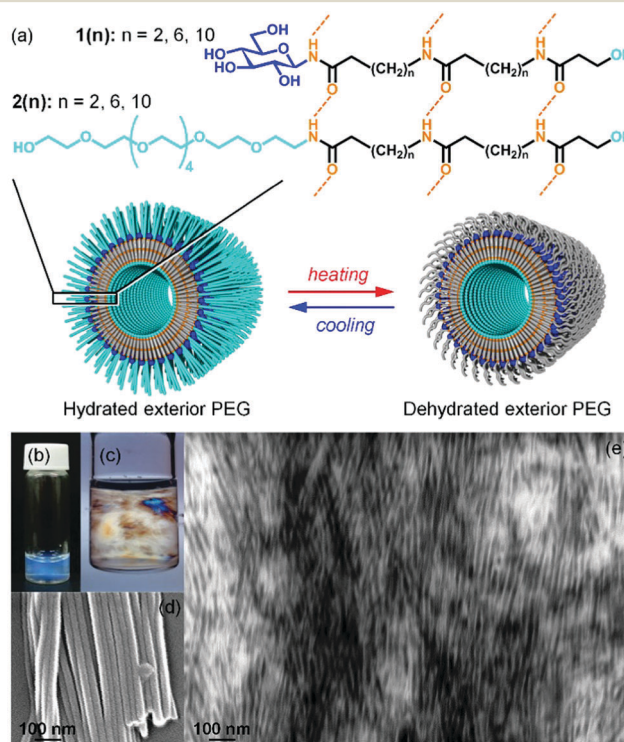 (a)
1(n): n = 2, 6, 10
OH
HO
HO
O
OH
H
N
O
(CH2)n
H
N
O
(CH2)n
H
N
O
OH
2(n): n = 2, 6, 10
HO
O
O
4
O
O
H
N
O
(CH2)n
H
N
O
(CH2)n
H
N
O
OH
heating
cooling
Hydrated exterior PEG
Dehydrated exterior PEG
(b)
(c)
(e)
(d)
100 nm
100 nm